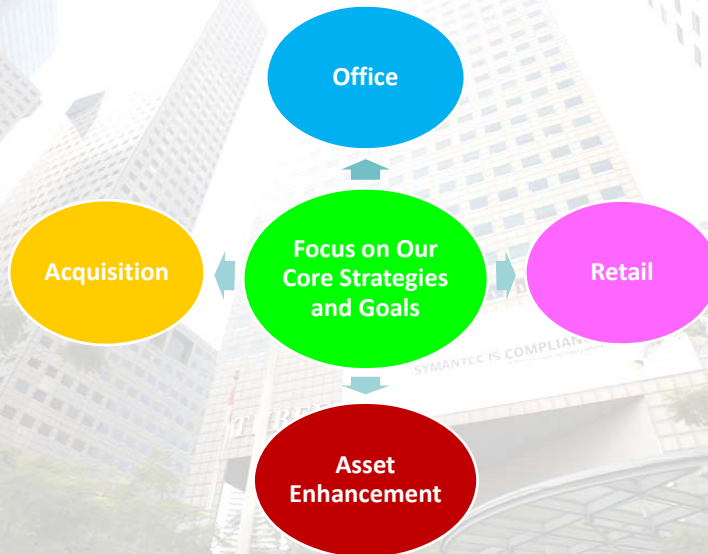 Office
Acquisition
Focus on Our
Core Strategies
and Goals
Retail
SYMANTEC IS COMPLIAN
Asset
Enhancement